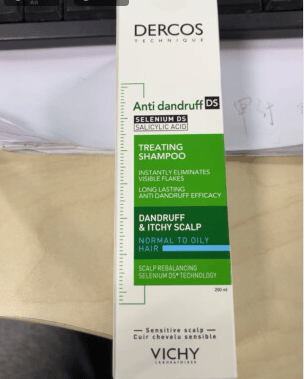 DERCOS
TECHNIQUE
Anti dandruff DS
SELENIUM DS
SALICYLIC ACID
TREATING
SHAMPOO
INSTANTLY ELIMINATES
VISIBLE FLAKES
LONG LASTING
ANTI DANDRUFF EFFICACY
DANDRUFF
& ITCHY SCALP
NORMAL TO OILY
HAIR
SCALP REBALANCING
SELENIUM DS* TECHNOLOGY
200 ml
Sensitive scalp
Cuir chevelu sensible
VICHY
LABORATOIRES